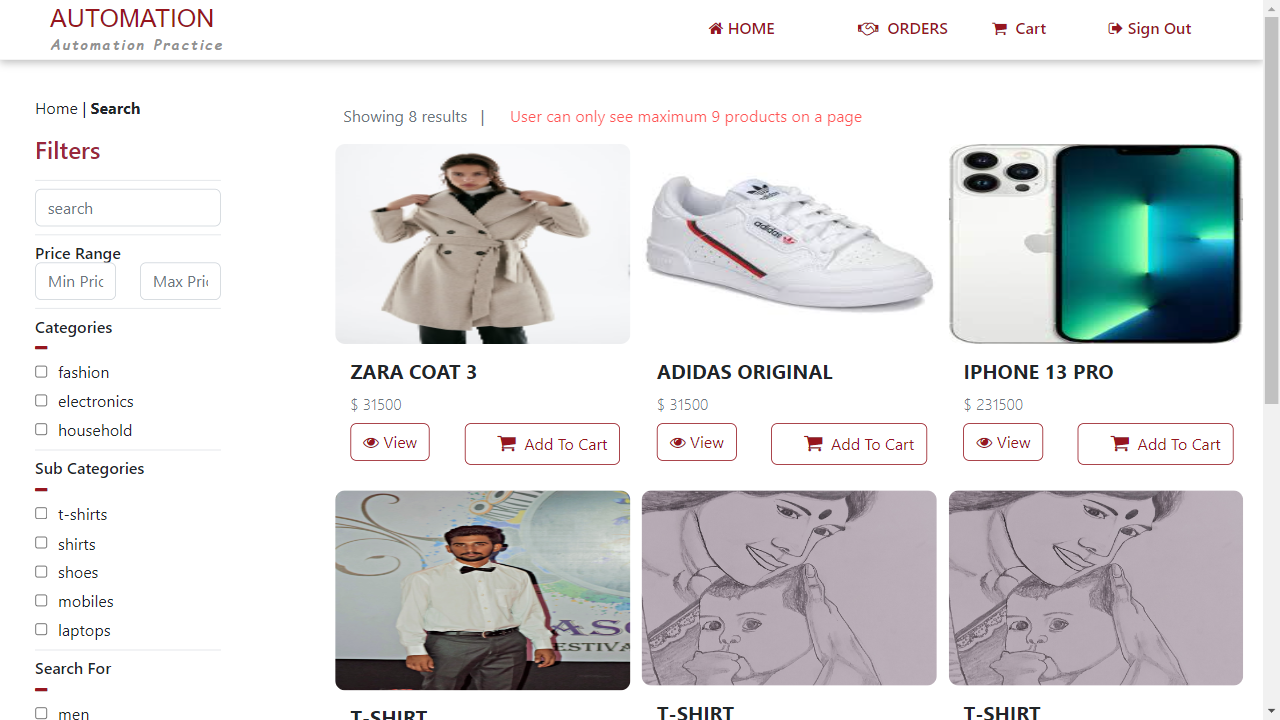 AUTOMATION
Automation Practice
HOME
ORDERS
Cart
Sign Out
Home | Search
Filters
search
Price Range
Min Pric
Max Pric
Categories
fashion
electronics
household
Sub Categories
t-shirts
shirts
shoes
mobiles
laptops
Search For
men
Showing 8 results |
User can only see maximum 9 products on a page
adidas
ZARA COAT 3
$ 31500
View
Add To Cart
ADIDAS ORIGINAL
$ 31500
View
Add To Cart
IPHONE 13 PRO
$ 231500
View
Add To Cart
T-SHIRT
T-SHIRT
T-SHIRT